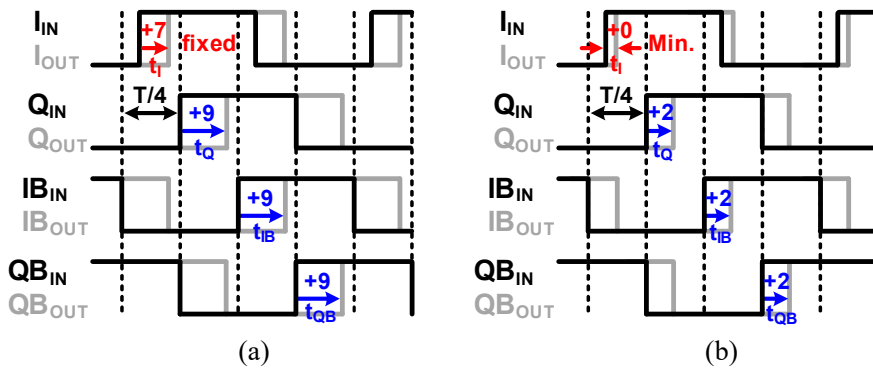 I_IN
I_OUT
+7
fixed
t_I
T/4
Q_IN
Q_OUT
+9
t_Q
IB_IN
IB_OUT
+9
t_IB
QB_IN
QB_OUT
+9
t_QB
(a)
I_IN
I_OUT
+0
Min.
t_I
T/4
Q_IN
Q_OUT
+2
t_Q
IB_IN
IB_OUT
+2
t_IB
QB_IN
QB_OUT
+2
t_QB
(b)